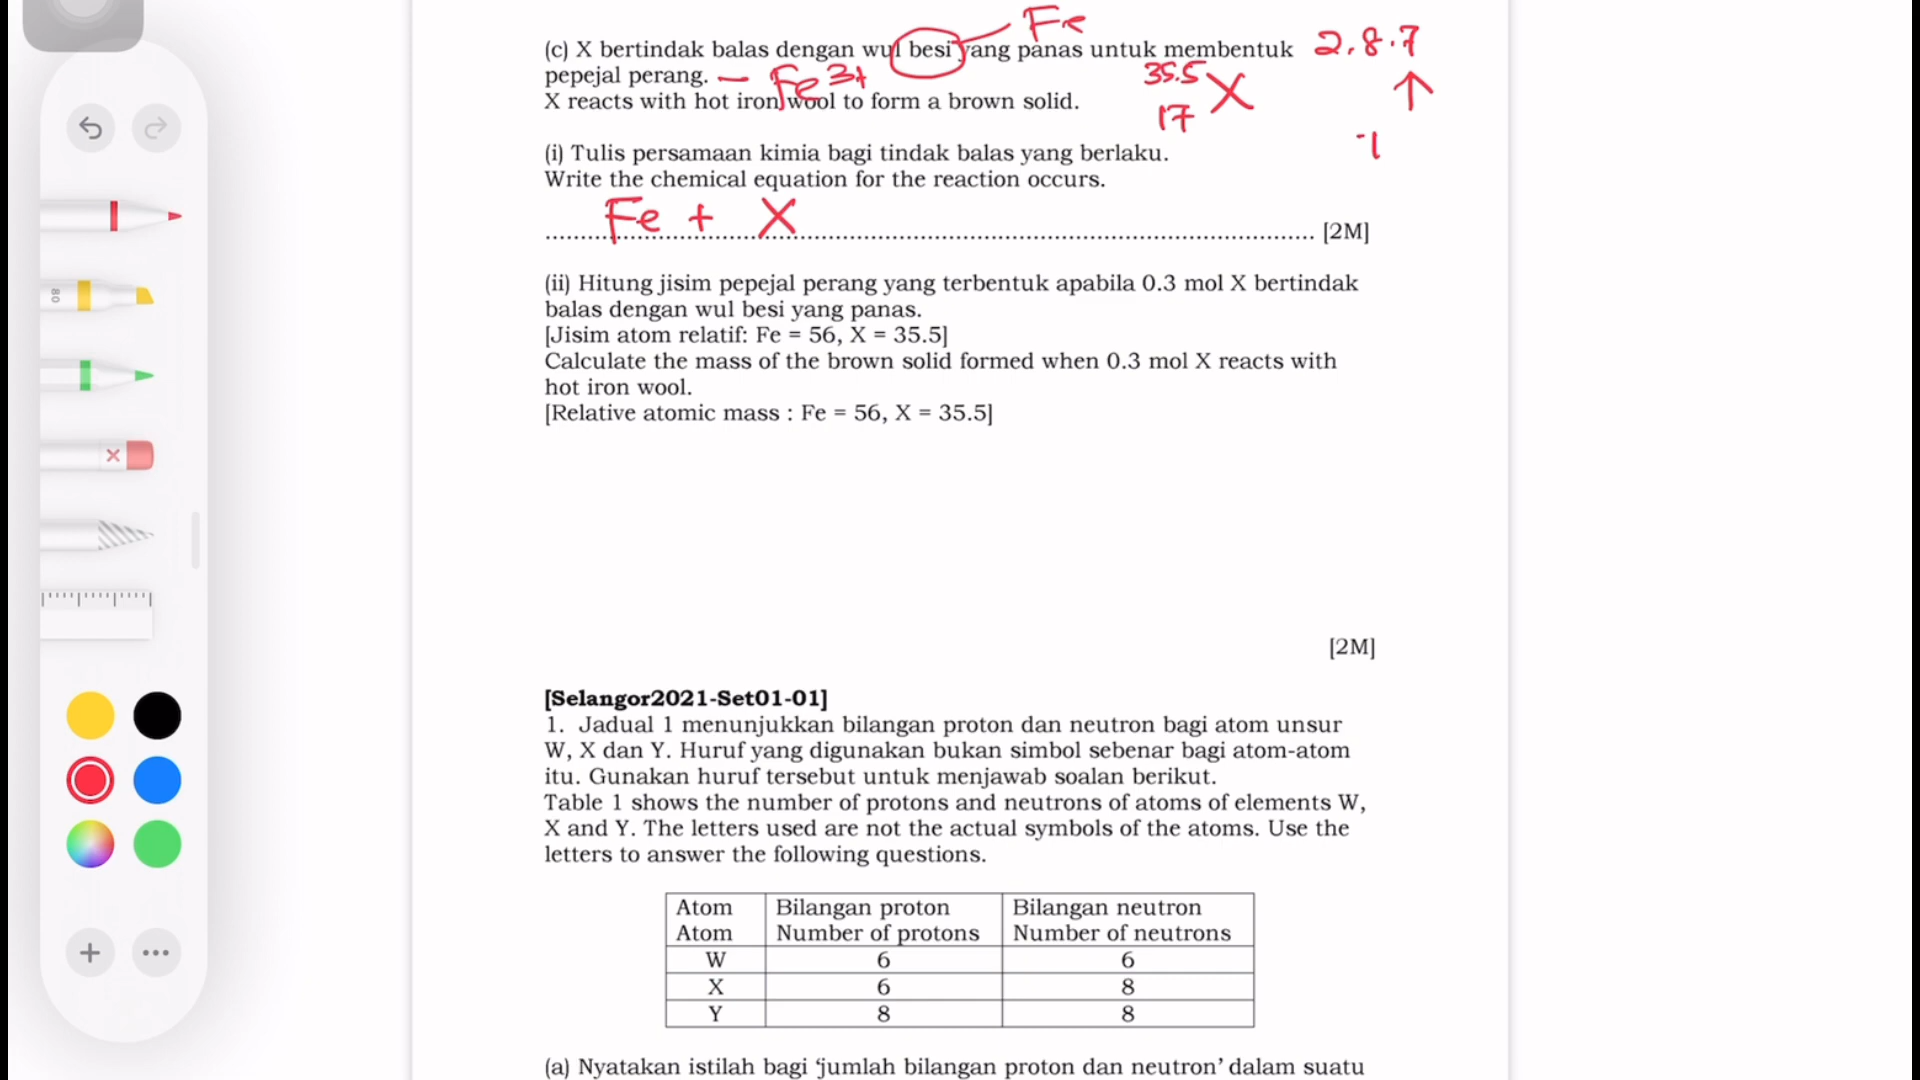 Fe
(c) X bertindak balas dengan wul besi yang panas untuk membentuk 2.8.7
pepejal perang. – Fe3+ 35.5
X reacts with hot iron wool to form a brown solid. 17 X
-1
(i) Tulis persamaan kimia bagi tindak balas yang berlaku.
Write the chemical equation for the reaction occurs.
Fe + X
.......................................................................................... [2M]
(ii) Hitung jisim pepejal perang yang terbentuk apabila 0.3 mol X bertindak
balas dengan wul besi yang panas.
[Jisim atom relatif: Fe = 56, X = 35.5]
Calculate the mass of the brown solid formed when 0.3 mol X reacts with
hot iron wool.
[Relative atomic mass : Fe = 56, X = 35.5]
[2M]
[Selangor2021-Set01-01]
1. Jadual 1 menunjukkan bilangan proton dan neutron bagi atom unsur
W, X dan Y. Huruf yang digunakan bukan simbol sebenar bagi atom-atom
itu. Gunakan huruf tersebut untuk menjawab soalan berikut.
Table 1 shows the number of protons and neutrons of atoms of elements W,
X and Y. The letters used are not the actual symbols of the atoms. Use the
letters to answer the following questions.
Atom Bilangan proton Bilangan neutron
Atom Number of protons Number of neutrons
W 6 6
X 6 8
Y 8 8
(a) Nyatakan istilah bagi ‘jumlah bilangan proton dan neutron’ dalam suatu
80